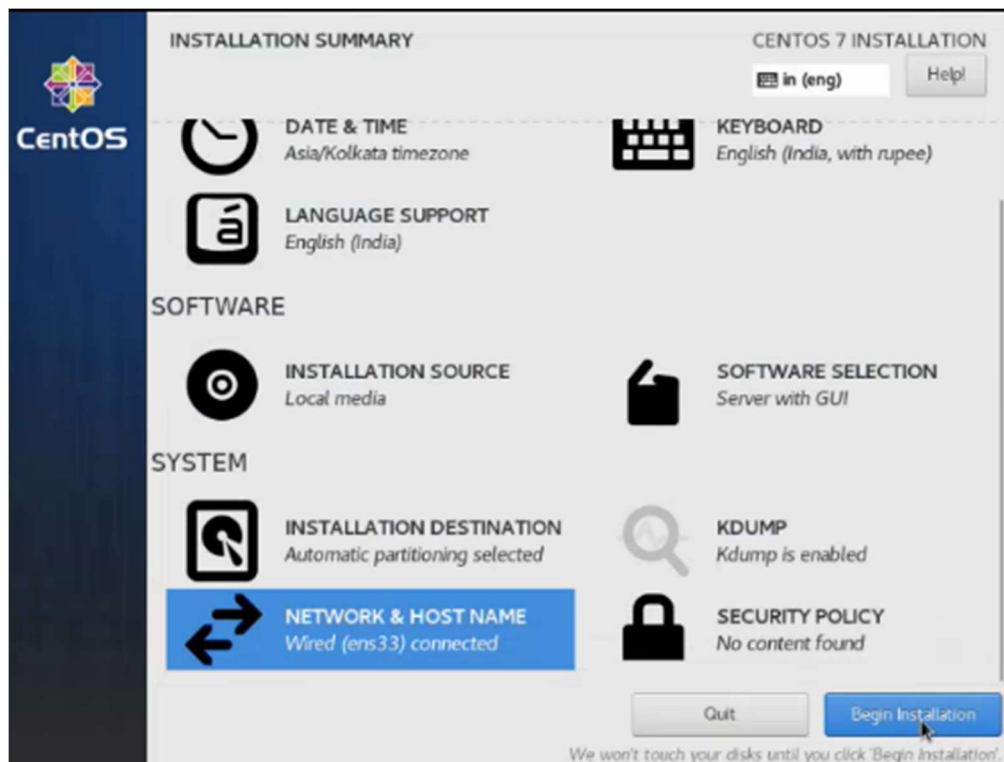 INSTALLATION SUMMARY
CENTOS 7 INSTALLATION
in (eng)
Help!
CentOS
DATE & TIME
Asia/Kolkata timezone
KEYBOARD
English (India, with rupee)
á
LANGUAGE SUPPORT
English (India)
SOFTWARE
INSTALLATION SOURCE
Local media
SOFTWARE SELECTION
Server with GUI
SYSTEM
INSTALLATION DESTINATION
Automatic partitioning selected
KDUMP
Kdump is enabled
NETWORK & HOST NAME
Wired (ens33) connected
SECURITY POLICY
No content found
Quit
Begin Installation
We won't touch your disks until you click 'Begin Installation'.